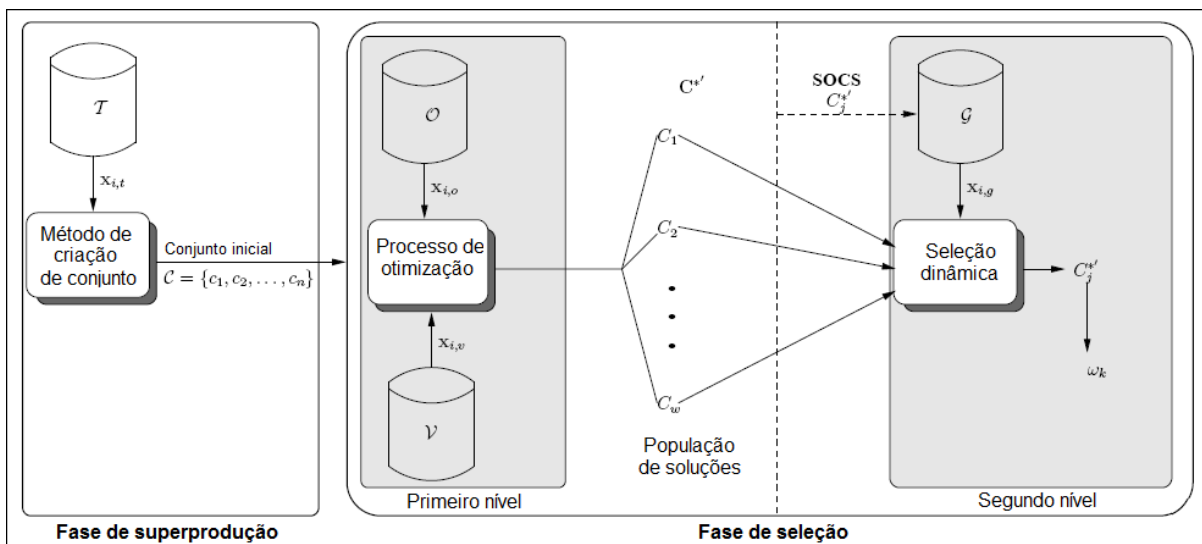 𝒯
x_{i,t}
Método de
criação
de conjunto
Conjunto inicial
𝒞 = {c_1, c_2, . . . , c_n}
Fase de superprodução
𝒪
x_{i,o}
Processo de
otimização
x_{i,v}
𝒱
Primeiro nível
C*′
C_1
C_2
C_w
População
de soluções
SOCS
C_j^{*′}
𝒢
x_{i,g}
Seleção
dinâmica
C_j^{*′}
ω_k
Segundo nível
Fase de seleção